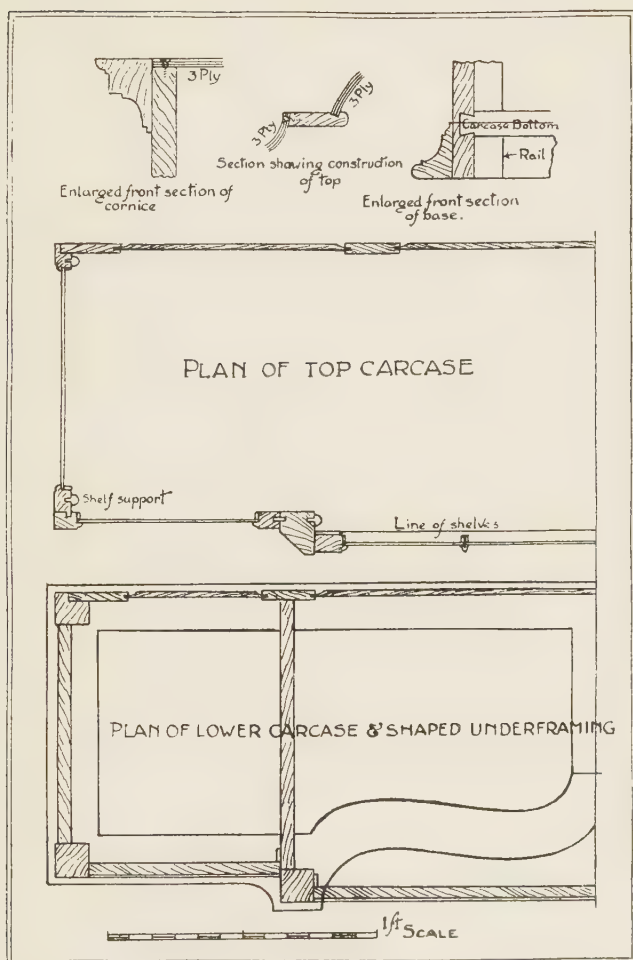 3 Ply
Enlarged front section of
cornice
3 Ply
3 Ply
Section showing construction
of top
Carcase Bottom
Rail
Enlarged front section
of base.
PLAN OF TOP CARCASE
Shelf support
Line of shelves
PLAN OF LOWER CARCASE & SHAPED UNDERFRAMING
1ft SCALE